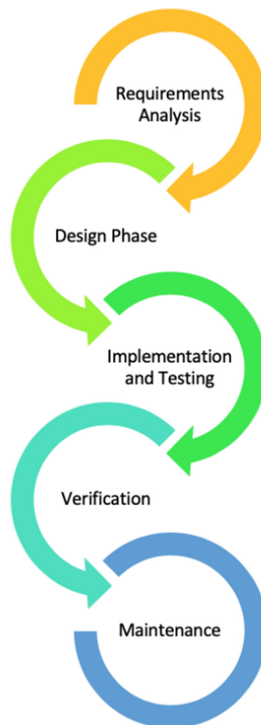 Requirements
Analysis
Design Phase
Implementation
and Testing
Verification
Maintenance